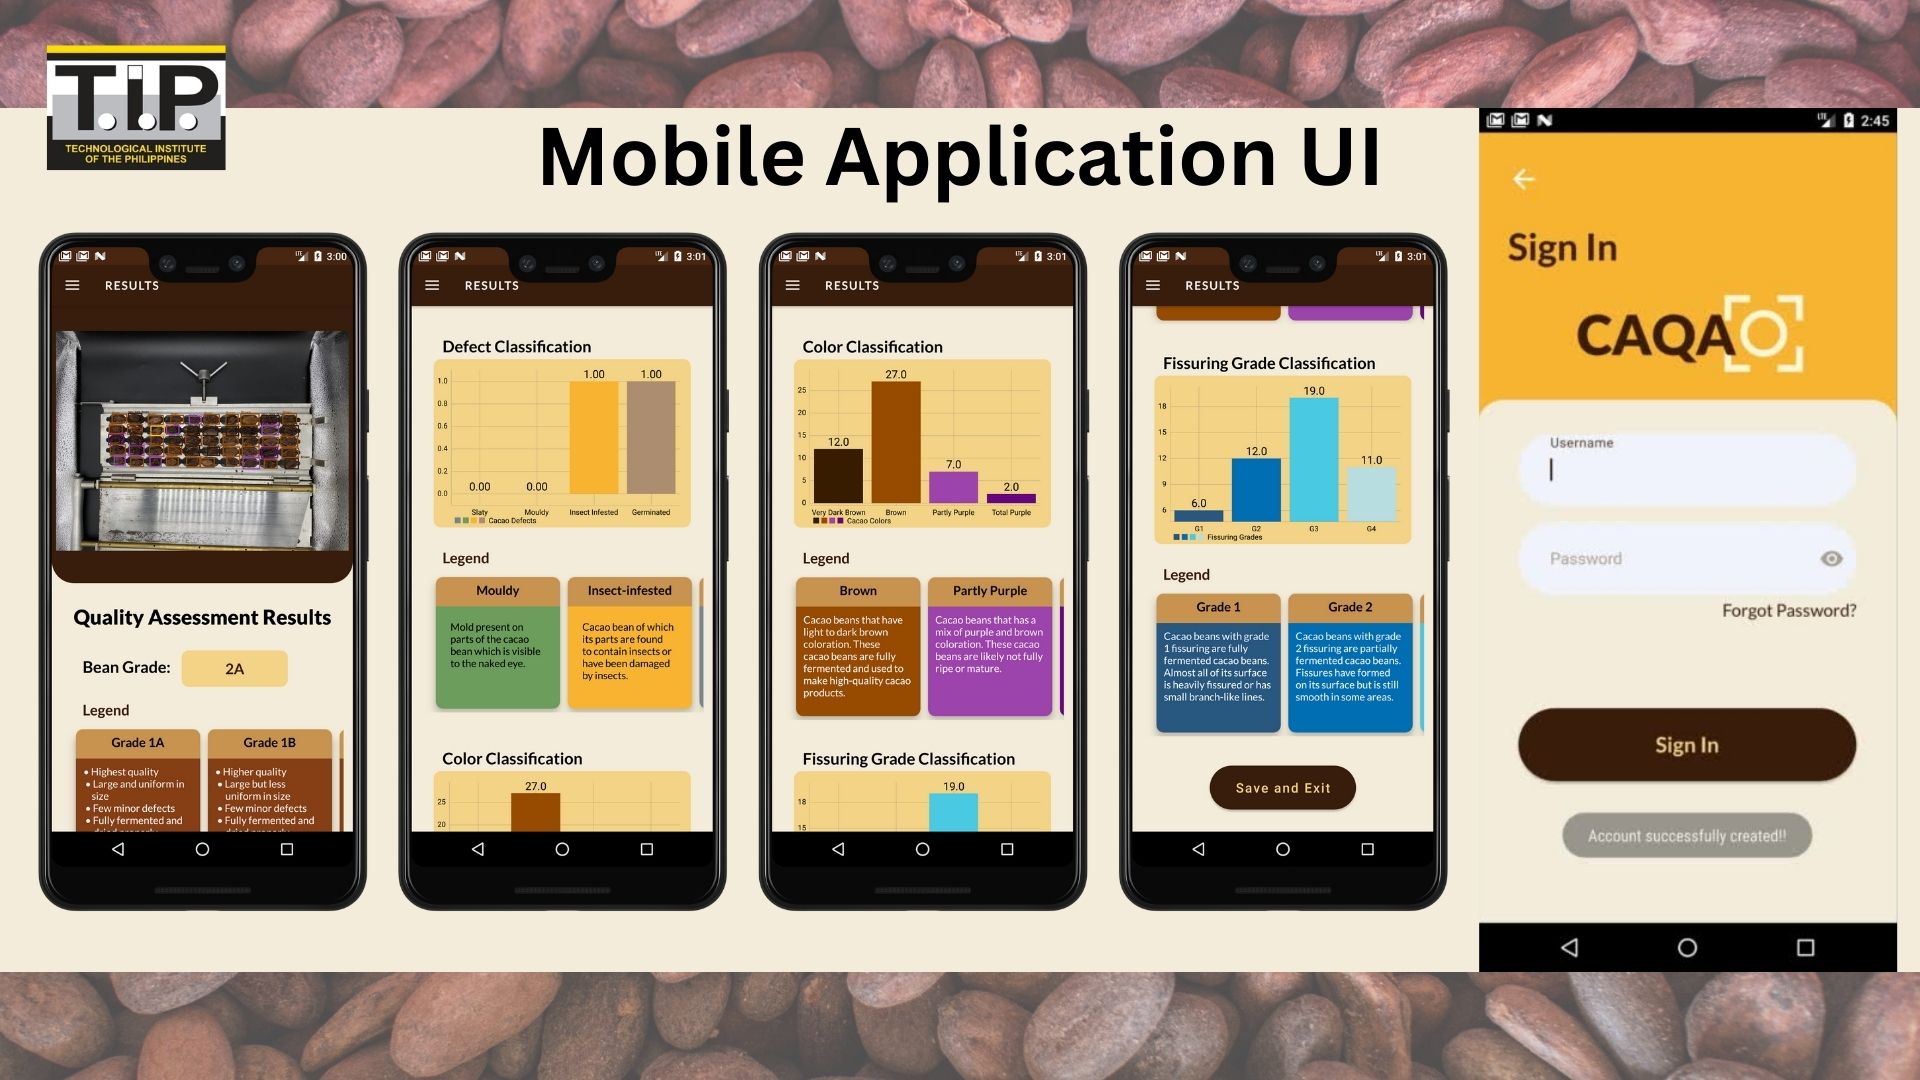 T.I.P
TECHNOLOGICAL INSTITUTE
OF THE PHILIPPINES
Mobile Application UI
3:00
RESULTS
Quality Assessment Results
Bean Grade: 2A
Legend
Grade 1A
• Highest quality
• Large and uniform in
size
• Few minor defects
• Fully fermented and
dried properly
Grade 1B
• Higher quality
• Large but less
uniform in size
• Few minor defects
• Fully fermented and
dried properly
LTE 3:01
RESULTS
Defect Classification
1.0
0.8
0.6
0.4
0.2
0.0
0.00
0.00
1.00
1.00
Slaty
Mouldy
Insect Infested
Germinated
Cacao Defects
Legend
Mouldy
Mold present on
parts of the cacao
bean which is visible
to the naked eye.
Insect-infested
Cacao bean of which
its parts are found
to contain insects or
have been damaged
by insects.
Color Classification
27.0
25
20
LTE 3:01
RESULTS
Color Classification
25
20
15
10
5
0
12.0
27.0
7.0
2.0
Very Dark Brown
Brown
Partly Purple
Total Purple
Cacao Colors
Legend
Brown
Cacao beans that have
light to dark brown
coloration. These
cacao beans are fully
fermented and used to
make high-quality cacao
products.
Partly Purple
Cacao beans that has a
mix of purple and brown
coloration. These cacao
beans are likely not fully
ripe or mature.
Fissuring Grade Classification
19.0
18
15
LTE 3:01
RESULTS
Fissuring Grade Classification
18
15
12
9
6
6.0
12.0
19.0
11.0
G1
G2
G3
G4
Fissuring Grades
Legend
Grade 1
Cacao beans with grade
1 fissuring are fully
fermented cacao beans.
Almost all of its surface
is heavily fissured or has
small branch-like lines.
Grade 2
Cacao beans with grade
2 fissuring are partially
fermented cacao beans.
Fissures have formed
on its surface but is still
smooth in some areas.
Save and Exit
LTE 2:45
Sign In
CAQAO
Username
Password
Forgot Password?
Sign In
Account successfully created!!